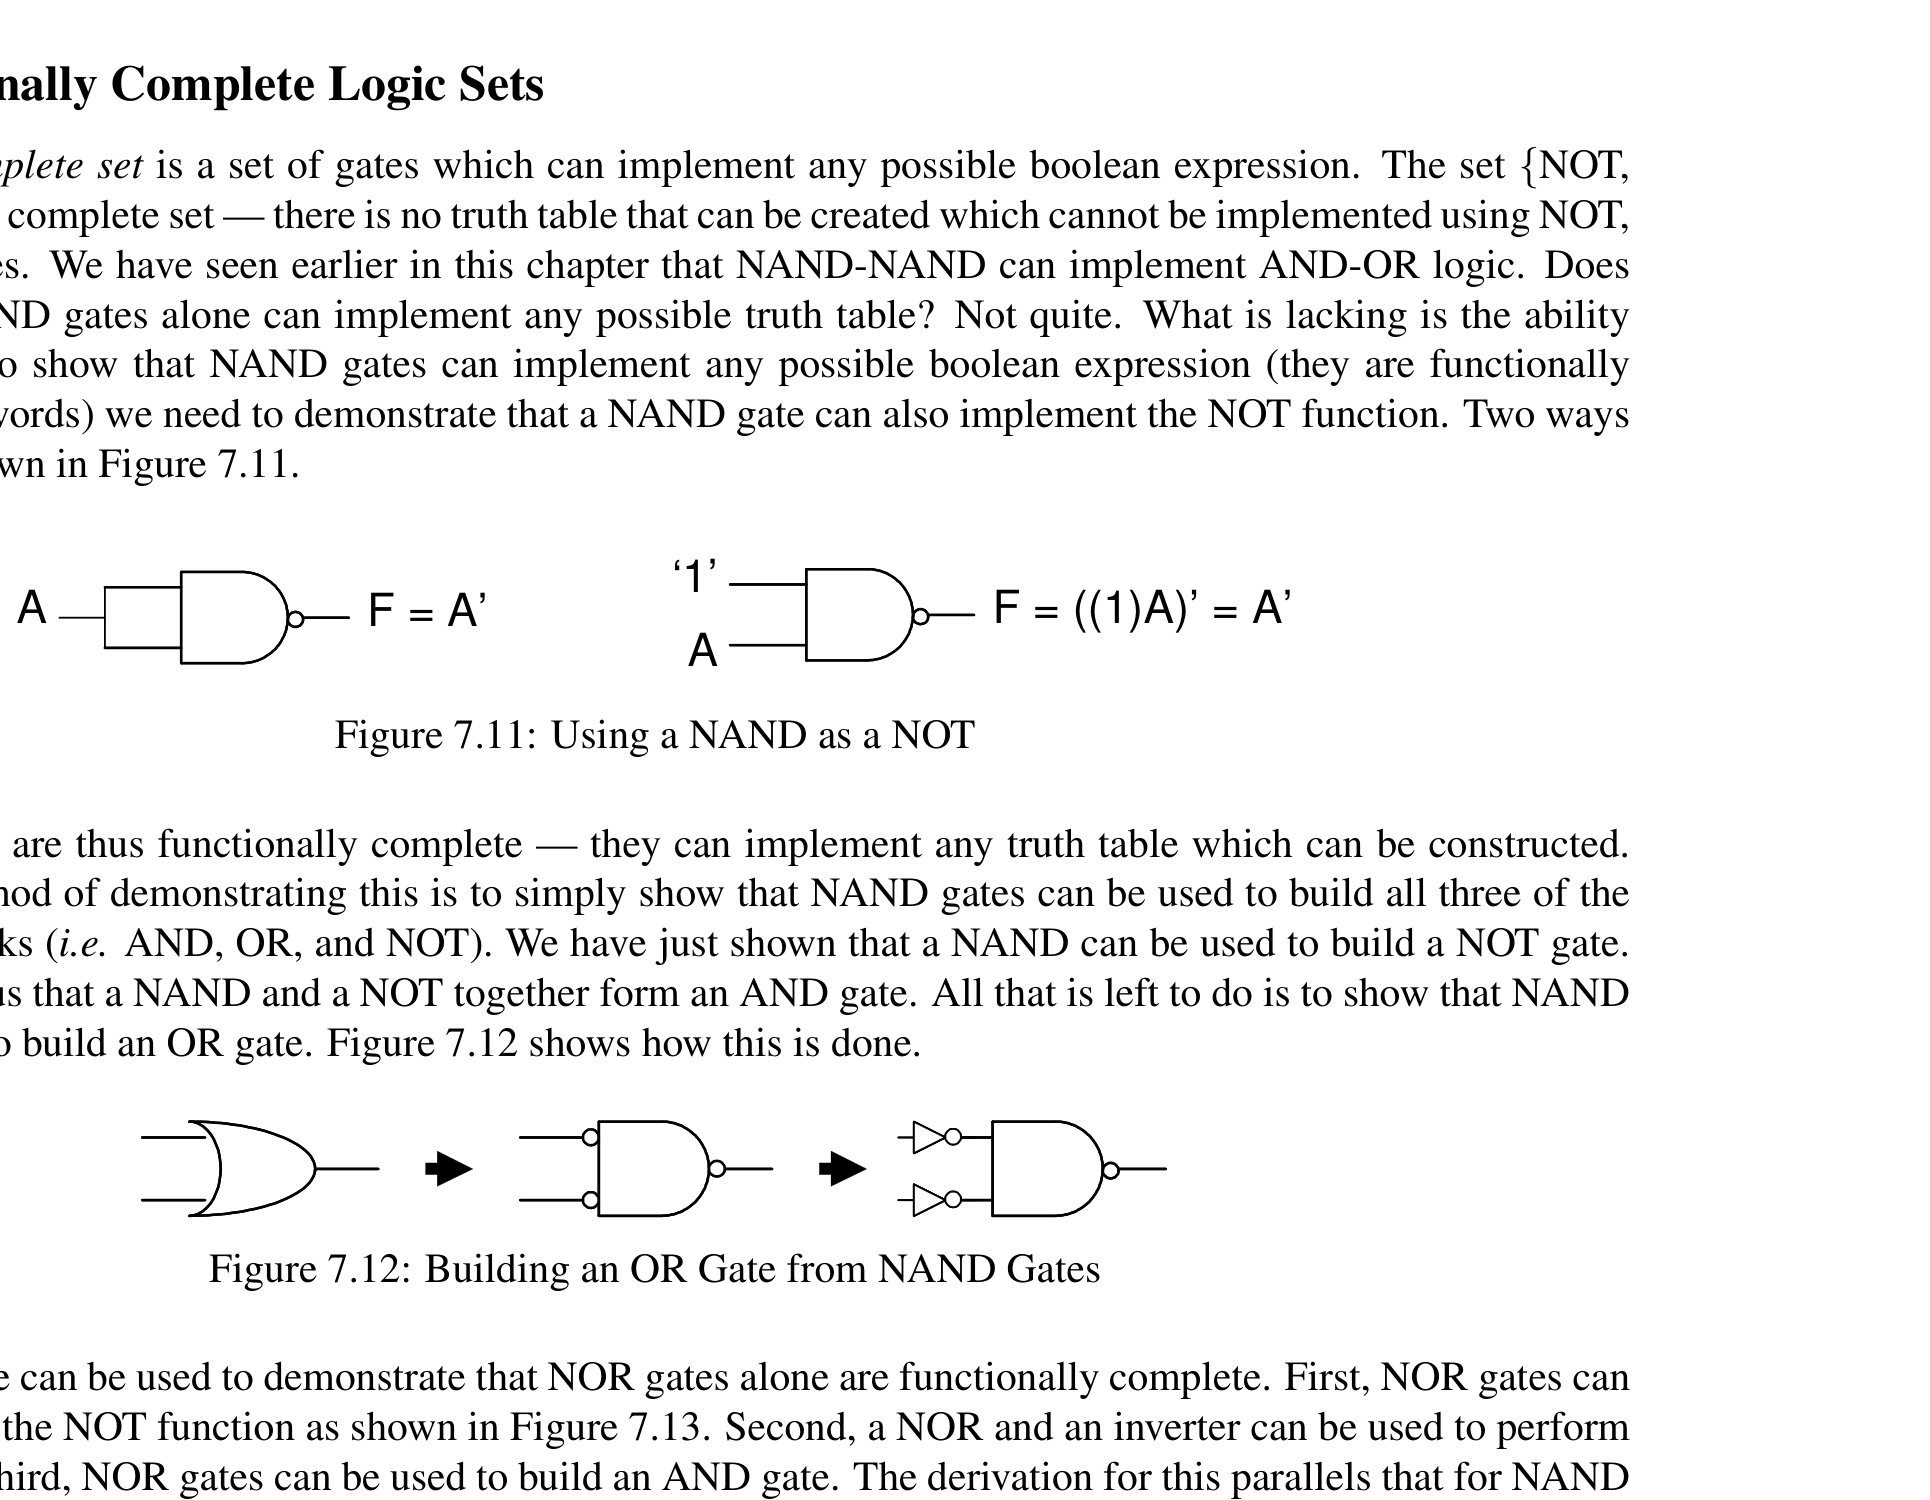 nally Complete Logic Sets
plete set is a set of gates which can implement any possible boolean expression. The set {NOT,
complete set — there is no truth table that can be created which cannot be implemented using NOT,
s. We have seen earlier in this chapter that NAND-NAND can implement AND-OR logic. Does
ND gates alone can implement any possible truth table? Not quite. What is lacking is the ability
o show that NAND gates can implement any possible boolean expression (they are functionally
words) we need to demonstrate that a NAND gate can also implement the NOT function. Two ways
wn in Figure 7.11.
A F = A’ ‘1’ A F = ((1)A)’ = A’
Figure 7.11: Using a NAND as a NOT
are thus functionally complete — they can implement any truth table which can be constructed.
hod of demonstrating this is to simply show that NAND gates can be used to build all three of the
ks (i.e. AND, OR, and NOT). We have just shown that a NAND can be used to build a NOT gate.
us that a NAND and a NOT together form an AND gate. All that is left to do is to show that NAND
o build an OR gate. Figure 7.12 shows how this is done.
Figure 7.12: Building an OR Gate from NAND Gates
e can be used to demonstrate that NOR gates alone are functionally complete. First, NOR gates can
the NOT function as shown in Figure 7.13. Second, a NOR and an inverter can be used to perform
hird, NOR gates can be used to build an AND gate. The derivation for this parallels that for NAND